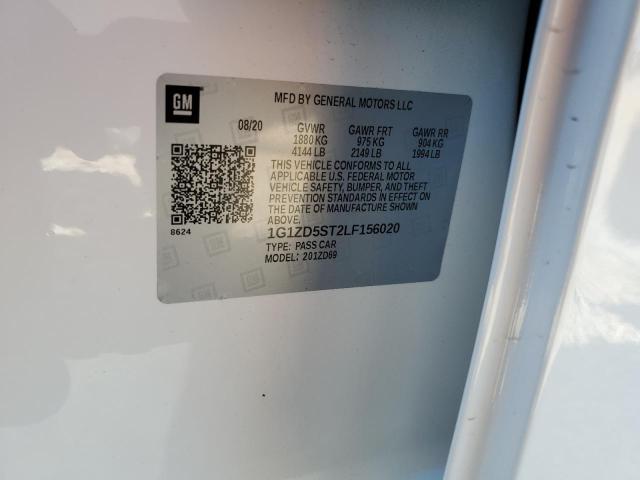 GM
MFD BY GENERAL MOTORS LLC
08/20 GVWR GAWR FRT GAWR RR
1880 KG 975 KG 904 KG
4144 LB 2149 LB 1994 LB
THIS VEHICLE CONFORMS TO ALL
APPLICABLE U.S. FEDERAL MOTOR
VEHICLE SAFETY, BUMPER, AND THEFT
PREVENTION STANDARDS IN EFFECT ON
THE DATE OF MANUFACTURE SHOWN
ABOVE,
8624
1G1ZD5ST2LF156020
TYPE: PASS CAR
MODEL: 201ZD69